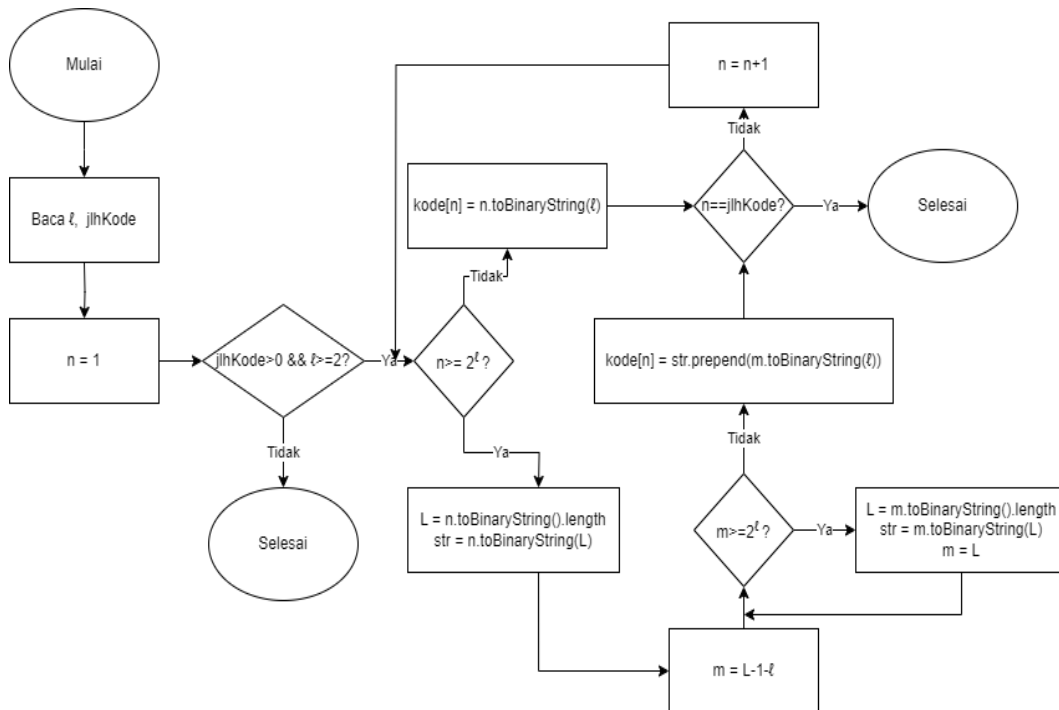 Mulai
Baca ℓ, jlhKode
n = 1
jlhKode>0 && ℓ>=2?
Tidak
Selesai
Ya
n>= 2^ℓ ?
Tidak
kode[n] = n.toBinaryString(ℓ)
Ya
L = n.toBinaryString().length
str = n.toBinaryString(L)
m = L-1-ℓ
m>=2^ℓ ?
Ya
L = m.toBinaryString().length
str = m.toBinaryString(L)
m = L
Tidak
kode[n] = str.prepend(m.toBinaryString(ℓ))
n==jlhKode?
Ya
Selesai
Tidak
n = n+1